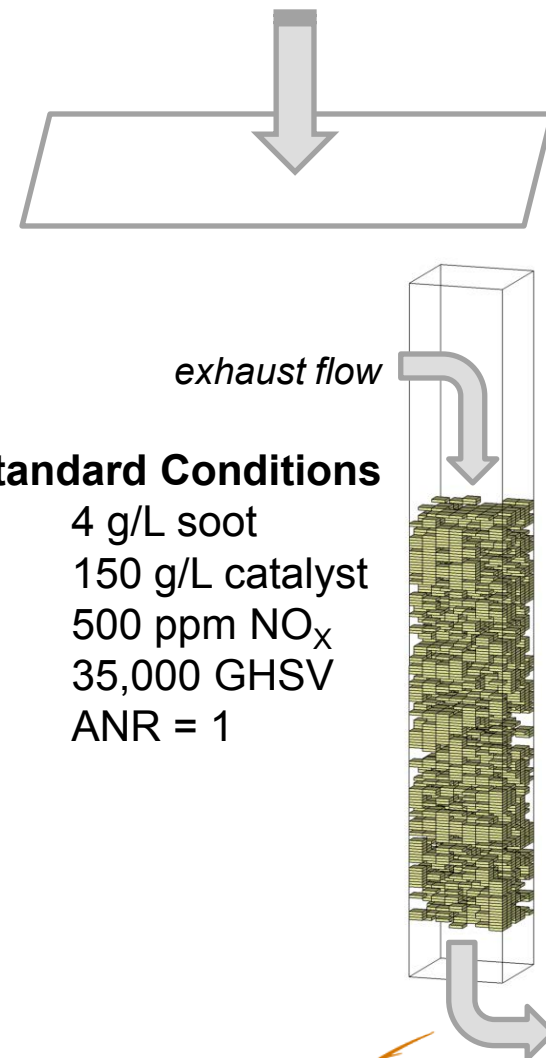 exhaust flow
tandard Conditions
4 g/L soot
150 g/L catalyst
500 ppm NOₓ
35,000 GHSV
ANR = 1